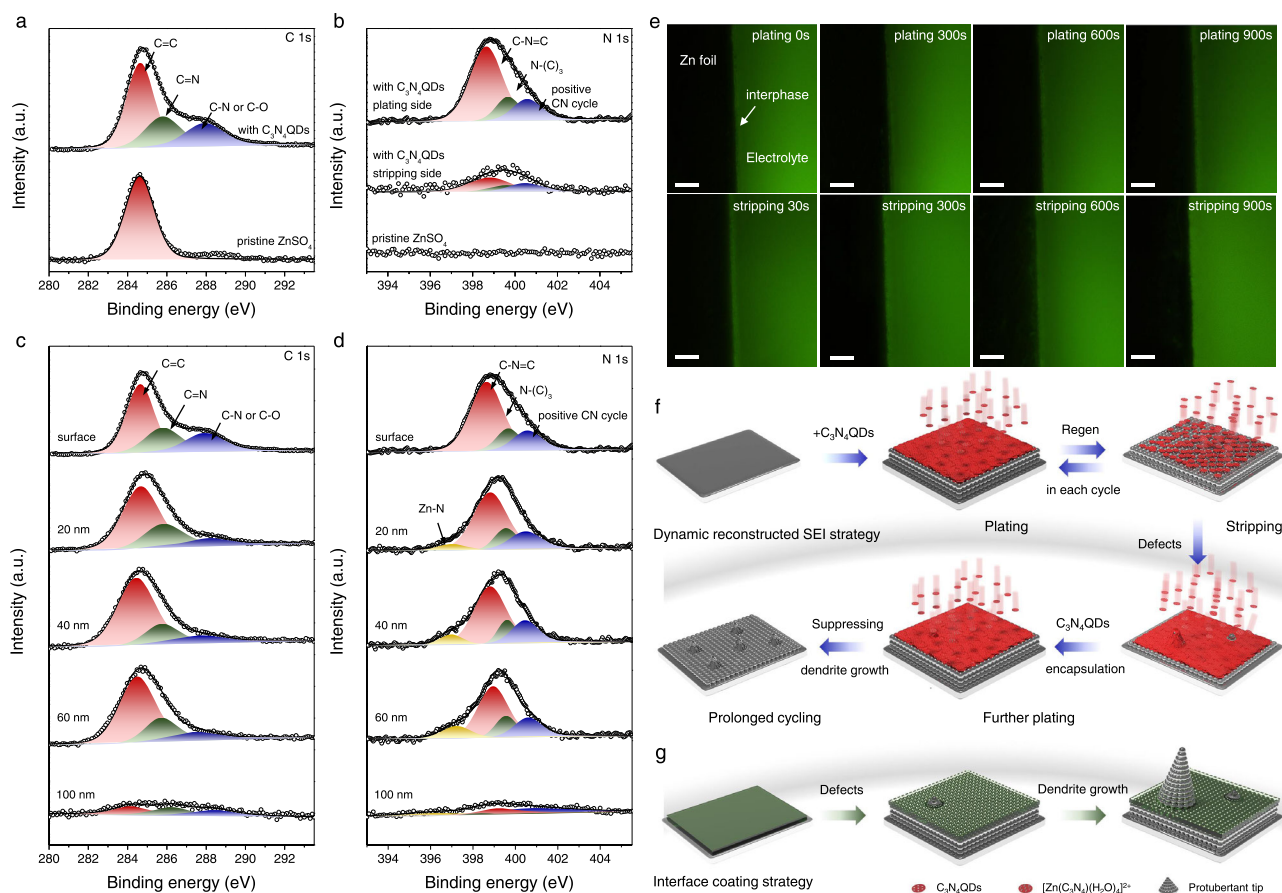 a
C 1s
C=C
C=N
C-N or C-O
with C₃N₄QDs
pristine ZnSO₄
Intensity (a.u.)
280 282 284 286 288 290 292
Binding energy (eV)
b
N 1s
C-N=C
N-(C)₃
positive
CN cycle
with C₃N₄QDs
plating side
with C₃N₄QDs
stripping side
pristine ZnSO₄
Intensity (a.u.)
394 396 398 400 402 404
Binding energy (eV)
c
C 1s
C=C
C=N
C-N or C-O
surface
20 nm
40 nm
60 nm
100 nm
Intensity (a.u.)
280 282 284 286 288 290 292
Binding energy (eV)
d
N 1s
C-N=C
N-(C)₃
positive CN cycle
surface
Zn-N
20 nm
40 nm
60 nm
100 nm
Intensity (a.u.)
394 396 398 400 402 404
Binding energy (eV)
e
plating 0s
Zn foil
interphase
Electrolyte
plating 300s
plating 600s
plating 900s
stripping 30s
stripping 300s
stripping 600s
stripping 900s
f
+C₃N₄QDs
Regen
in each cycle
Plating
Stripping
Dynamic reconstructed SEI strategy
Defects
Suppressing
dendrite growth
C₃N₄QDs
encapsulation
Prolonged cycling
Further plating
g
Defects
Dendrite growth
Interface coating strategy
C₃N₄QDs
[Zn(C₃N₄)(H₂O)₄]²⁺
Protubertant tip